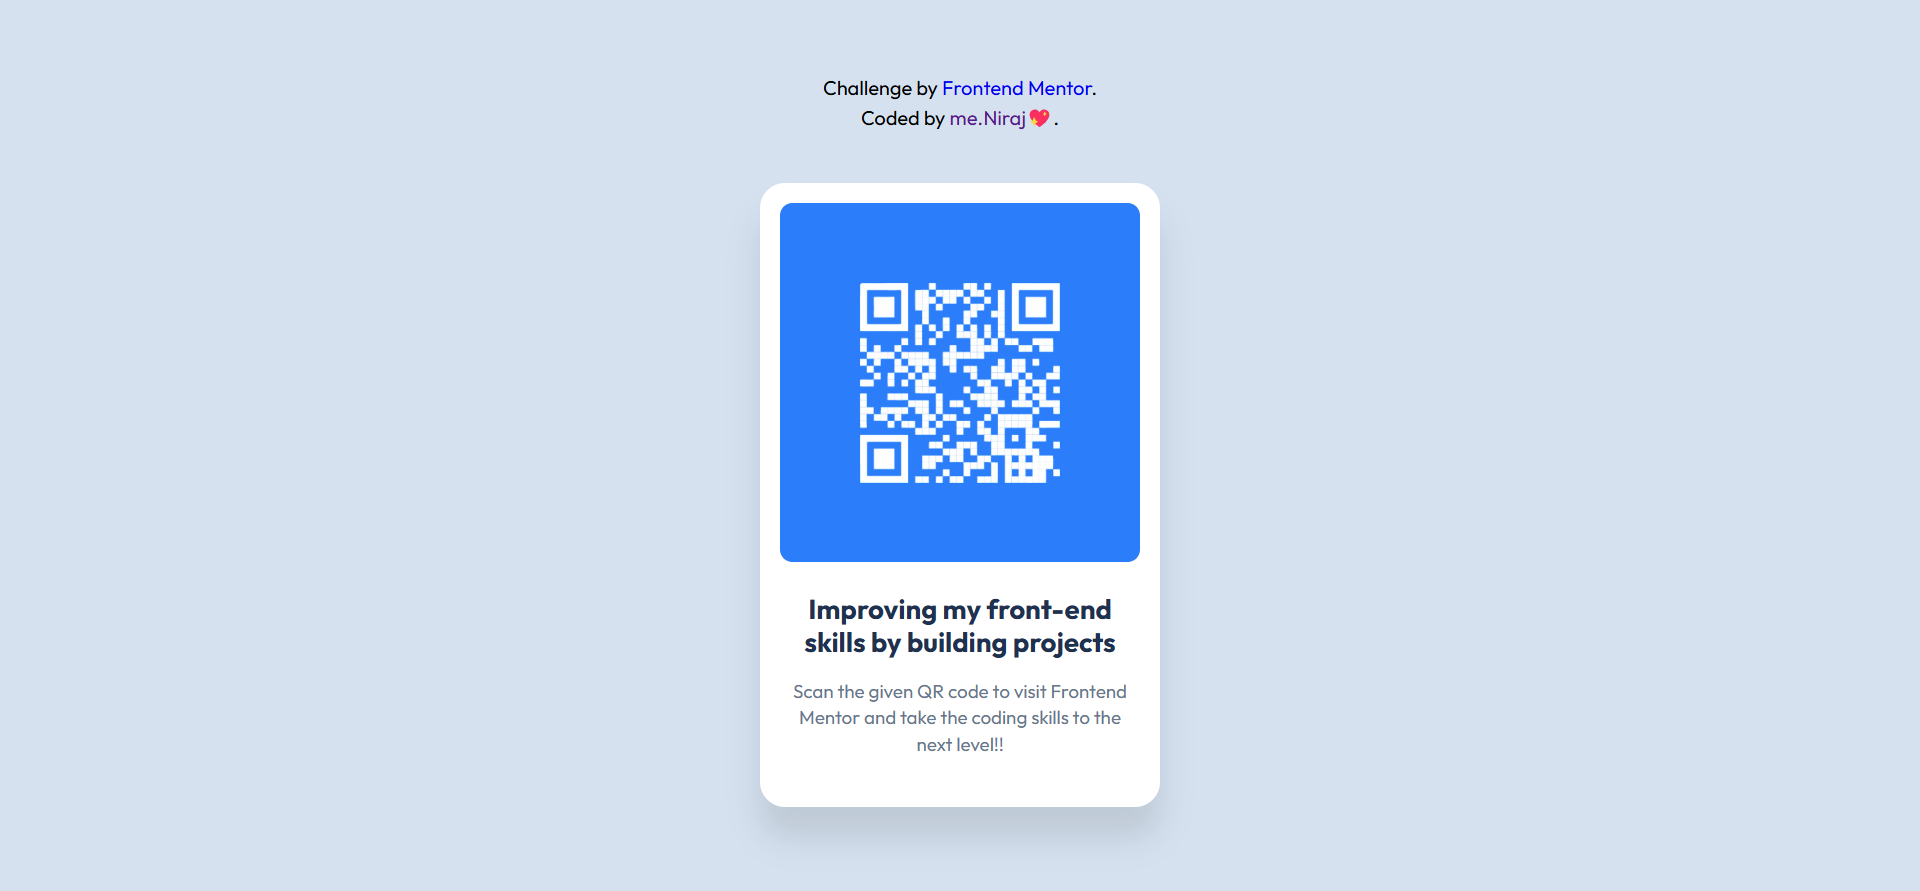 Challenge by Frontend Mentor.
Coded by me.Niraj💖 .
Improving my front-end
skills by building projects
Scan the given QR code to visit Frontend
Mentor and take the coding skills to the
next level!!